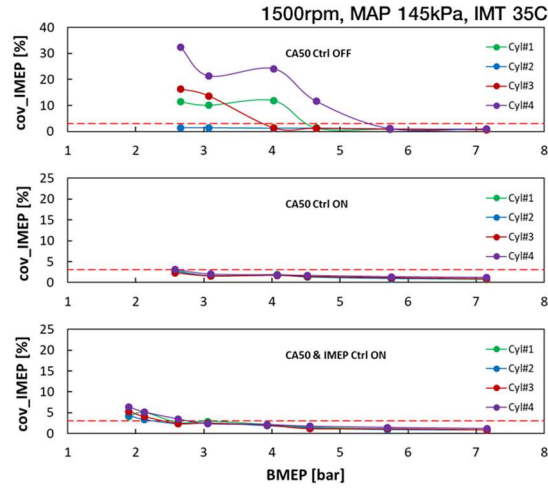 1500rpm, MAP 145kPa, IMT 35C
cov_IMEP [%]
40
30
20
10
0
CA50 Ctrl OFF
Cyl#1
Cyl#2
Cyl#3
Cyl#4
1 2 3 4 5 6 7 8
cov_IMEP [%]
25
20
15
10
5
0
CA50 Ctrl ON
Cyl#1
Cyl#2
Cyl#3
Cyl#4
1 2 3 4 5 6 7 8
cov_IMEP [%]
25
20
15
10
5
0
CA50 & IMEP Ctrl ON
Cyl#1
Cyl#2
Cyl#3
Cyl#4
1 2 3 4 5 6 7 8
BMEP [bar]